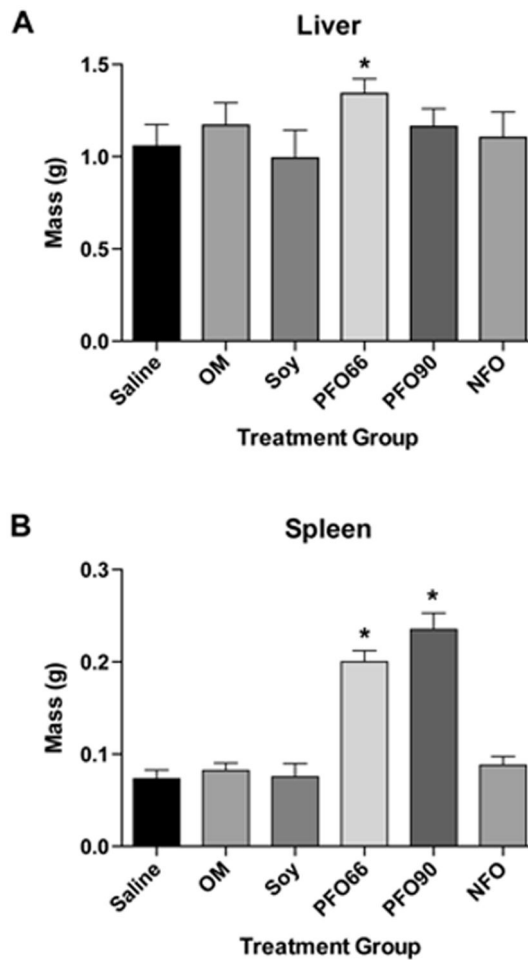 A
Liver
Mass (g)
1.5
1.0
0.5
0.0
*
Saline
OM
Soy
PFO66
PFO90
NFO
Treatment Group
B
Spleen
Mass (g)
0.3
0.2
0.1
0.0
*
*
Saline
OM
Soy
PFO66
PFO90
NFO
Treatment Group